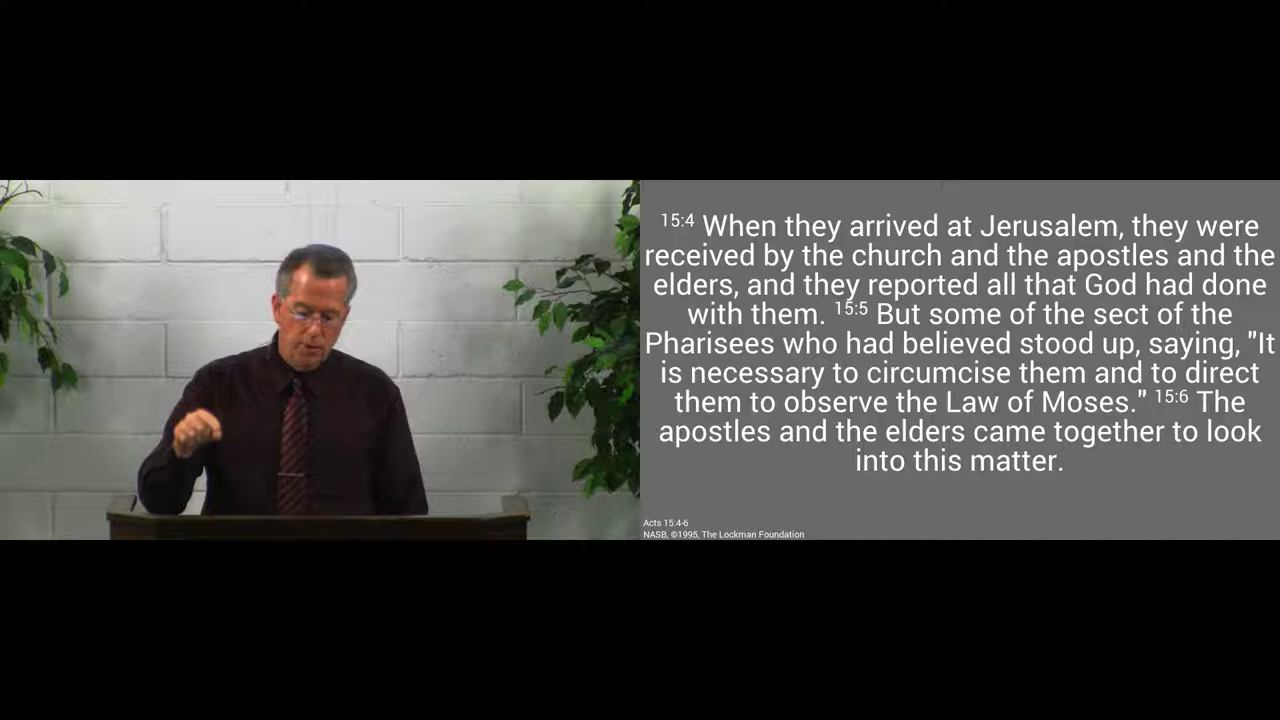 15:4 When they arrived at Jerusalem, they were
received by the church and the apostles and the
elders, and they reported all that God had done
with them. 15:5 But some of the sect of the
Pharisees who had believed stood up, saying, "It
is necessary to circumcise them and to direct
them to observe the Law of Moses." 15:6 The
apostles and the elders came together to look
into this matter.
Acts 15:4-6
NASB, ©1995, The Lockman Foundation